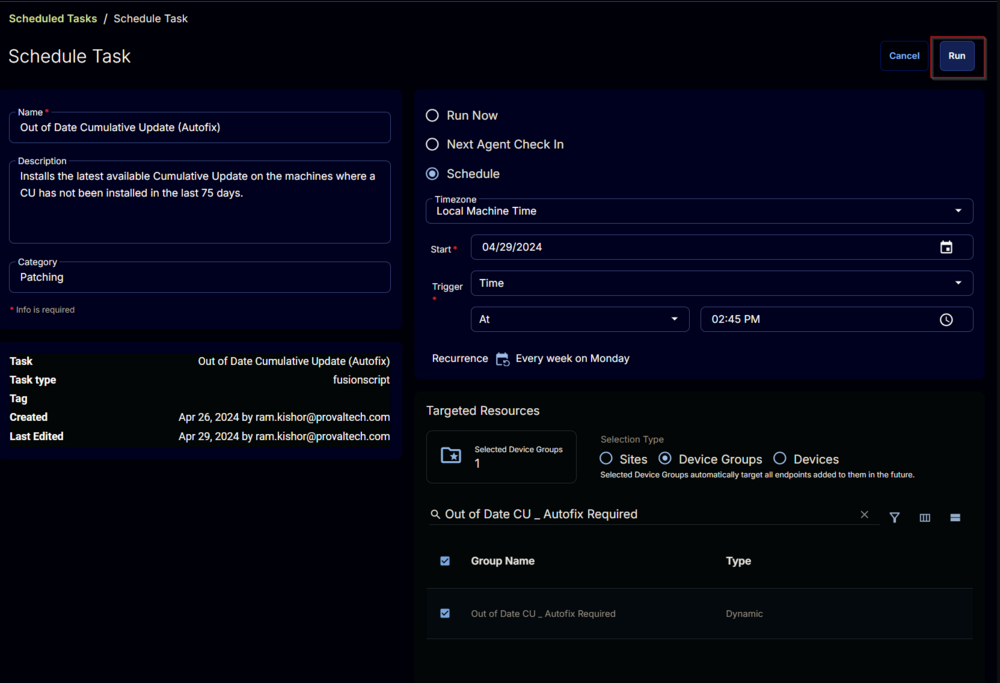 Scheduled Tasks / Schedule Task
Schedule Task
Cancel
Run
Name *
Out of Date Cumulative Update (Autofix)
Description
Installs the latest available Cumulative Update on the machines where a
CU has not been installed in the last 75 days.
Category
Patching
* Info is required
Task Out of Date Cumulative Update (Autofix)
Task type fusionscript
Tag
Created Apr 26, 2024 by ram.kishor@provaltech.com
Last Edited Apr 29, 2024 by ram.kishor@provaltech.com
Run Now
Next Agent Check In
Schedule
Timezone
Local Machine Time
Start * 04/29/2024
Trigger * Time
At 02:45 PM
Recurrence Every week on Monday
Targeted Resources
Selected Device Groups
1
Selection Type
Sites Device Groups Devices
Selected Device Groups automatically target all endpoints added to them in the future.
Out of Date CU _ Autofix Required
Group Name Type
Out of Date CU _ Autofix Required Dynamic